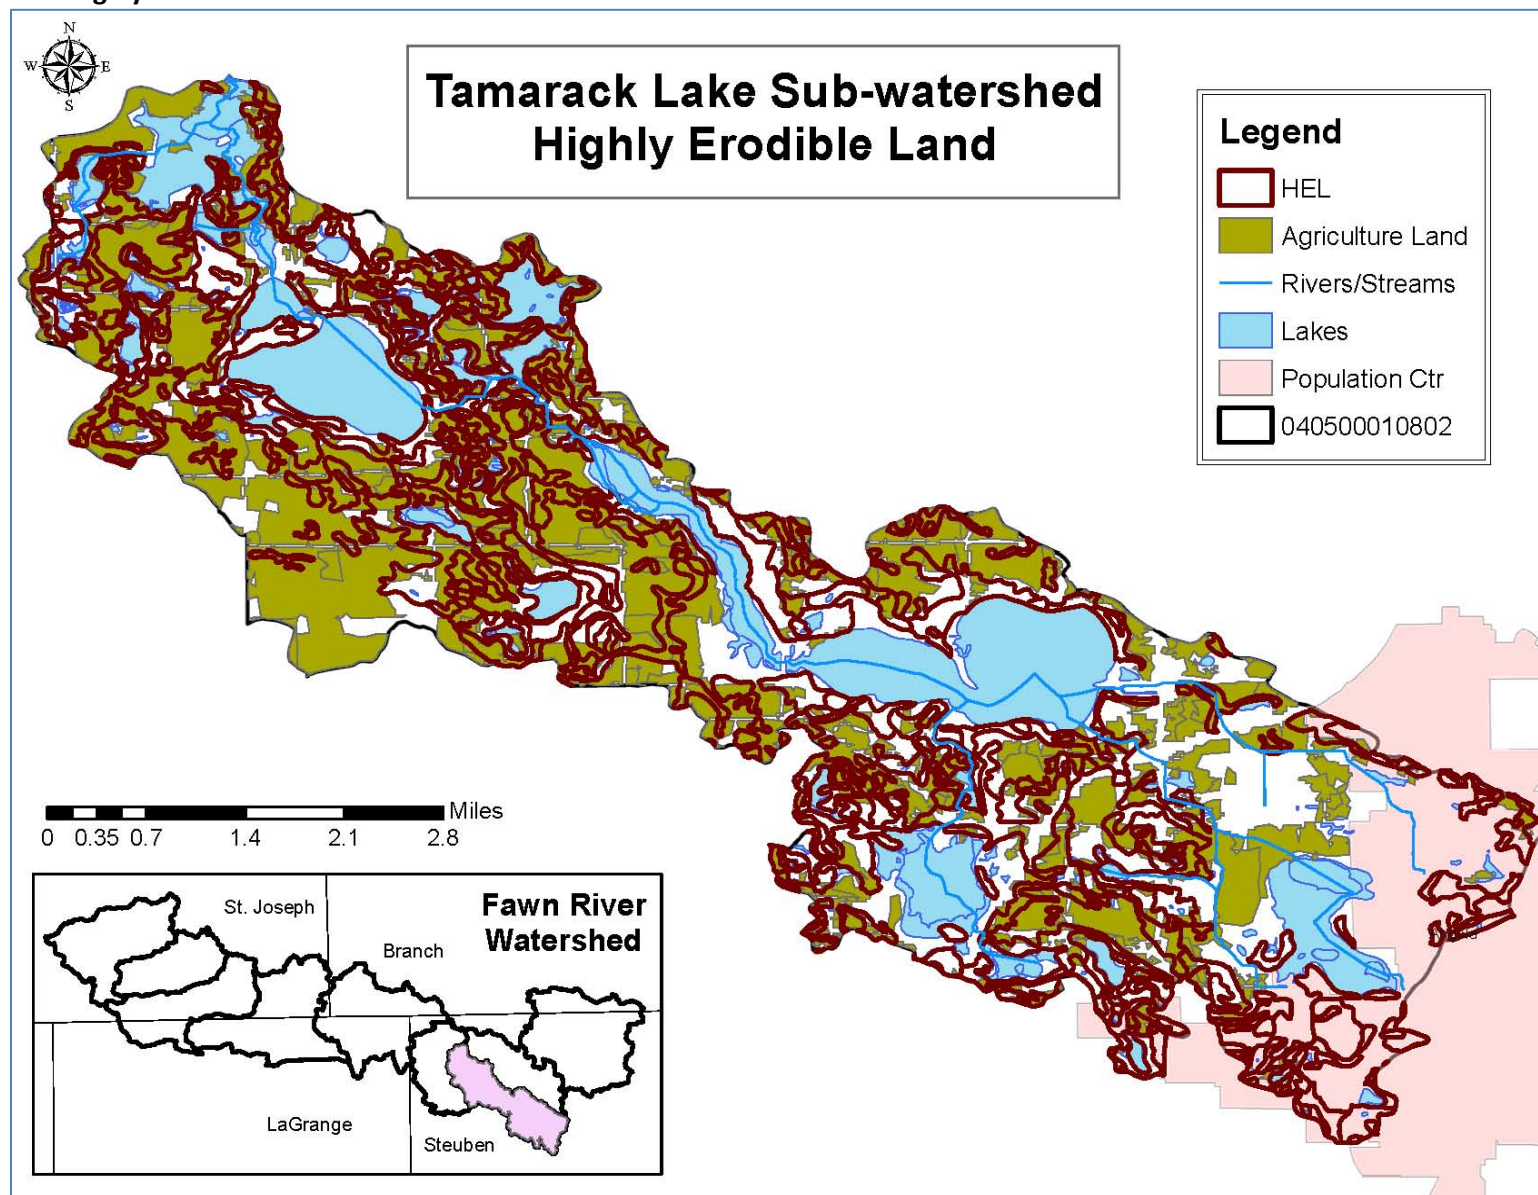 N
W E
S
Tamarack Lake Sub-watershed
Highly Erodible Land
Legend
HEL
Agriculture Land
Rivers/Streams
Lakes
Population Ctr
040500010802
Miles
0 0.35 0.7 1.4 2.1 2.8
Fawn River
Watershed
St. Joseph
Branch
LaGrange
Steuben